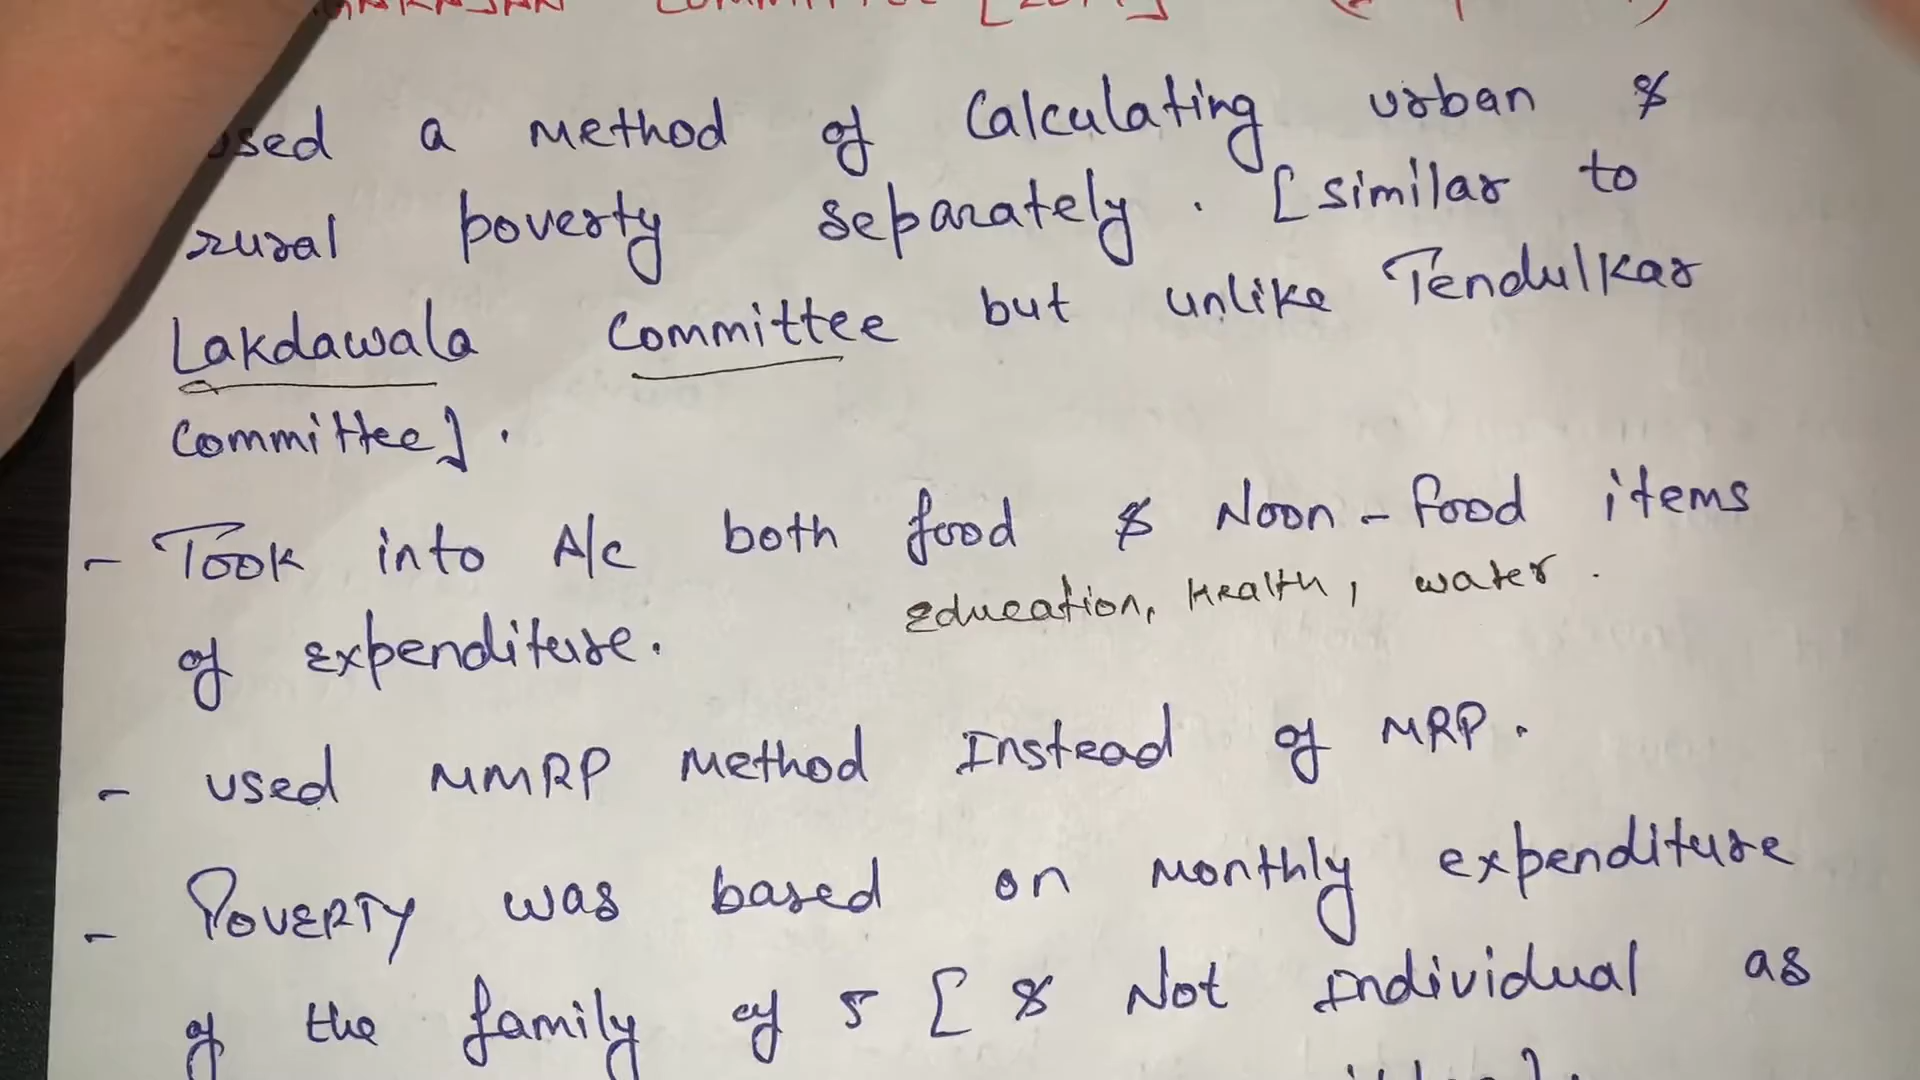 COMMITTEE [
used a method of Calculating urban &
rural poverty separately. [similar to
Lakdawala Committee but unlike Tendulkar
Committee].
- Took into A/c both food & Noon-food items
education, Health, water.
of expenditure.
- used MMRP Method Instead of MRP.
- POVERTY was based on Monthly expenditure
of the family of 5 [ & Not Individual as